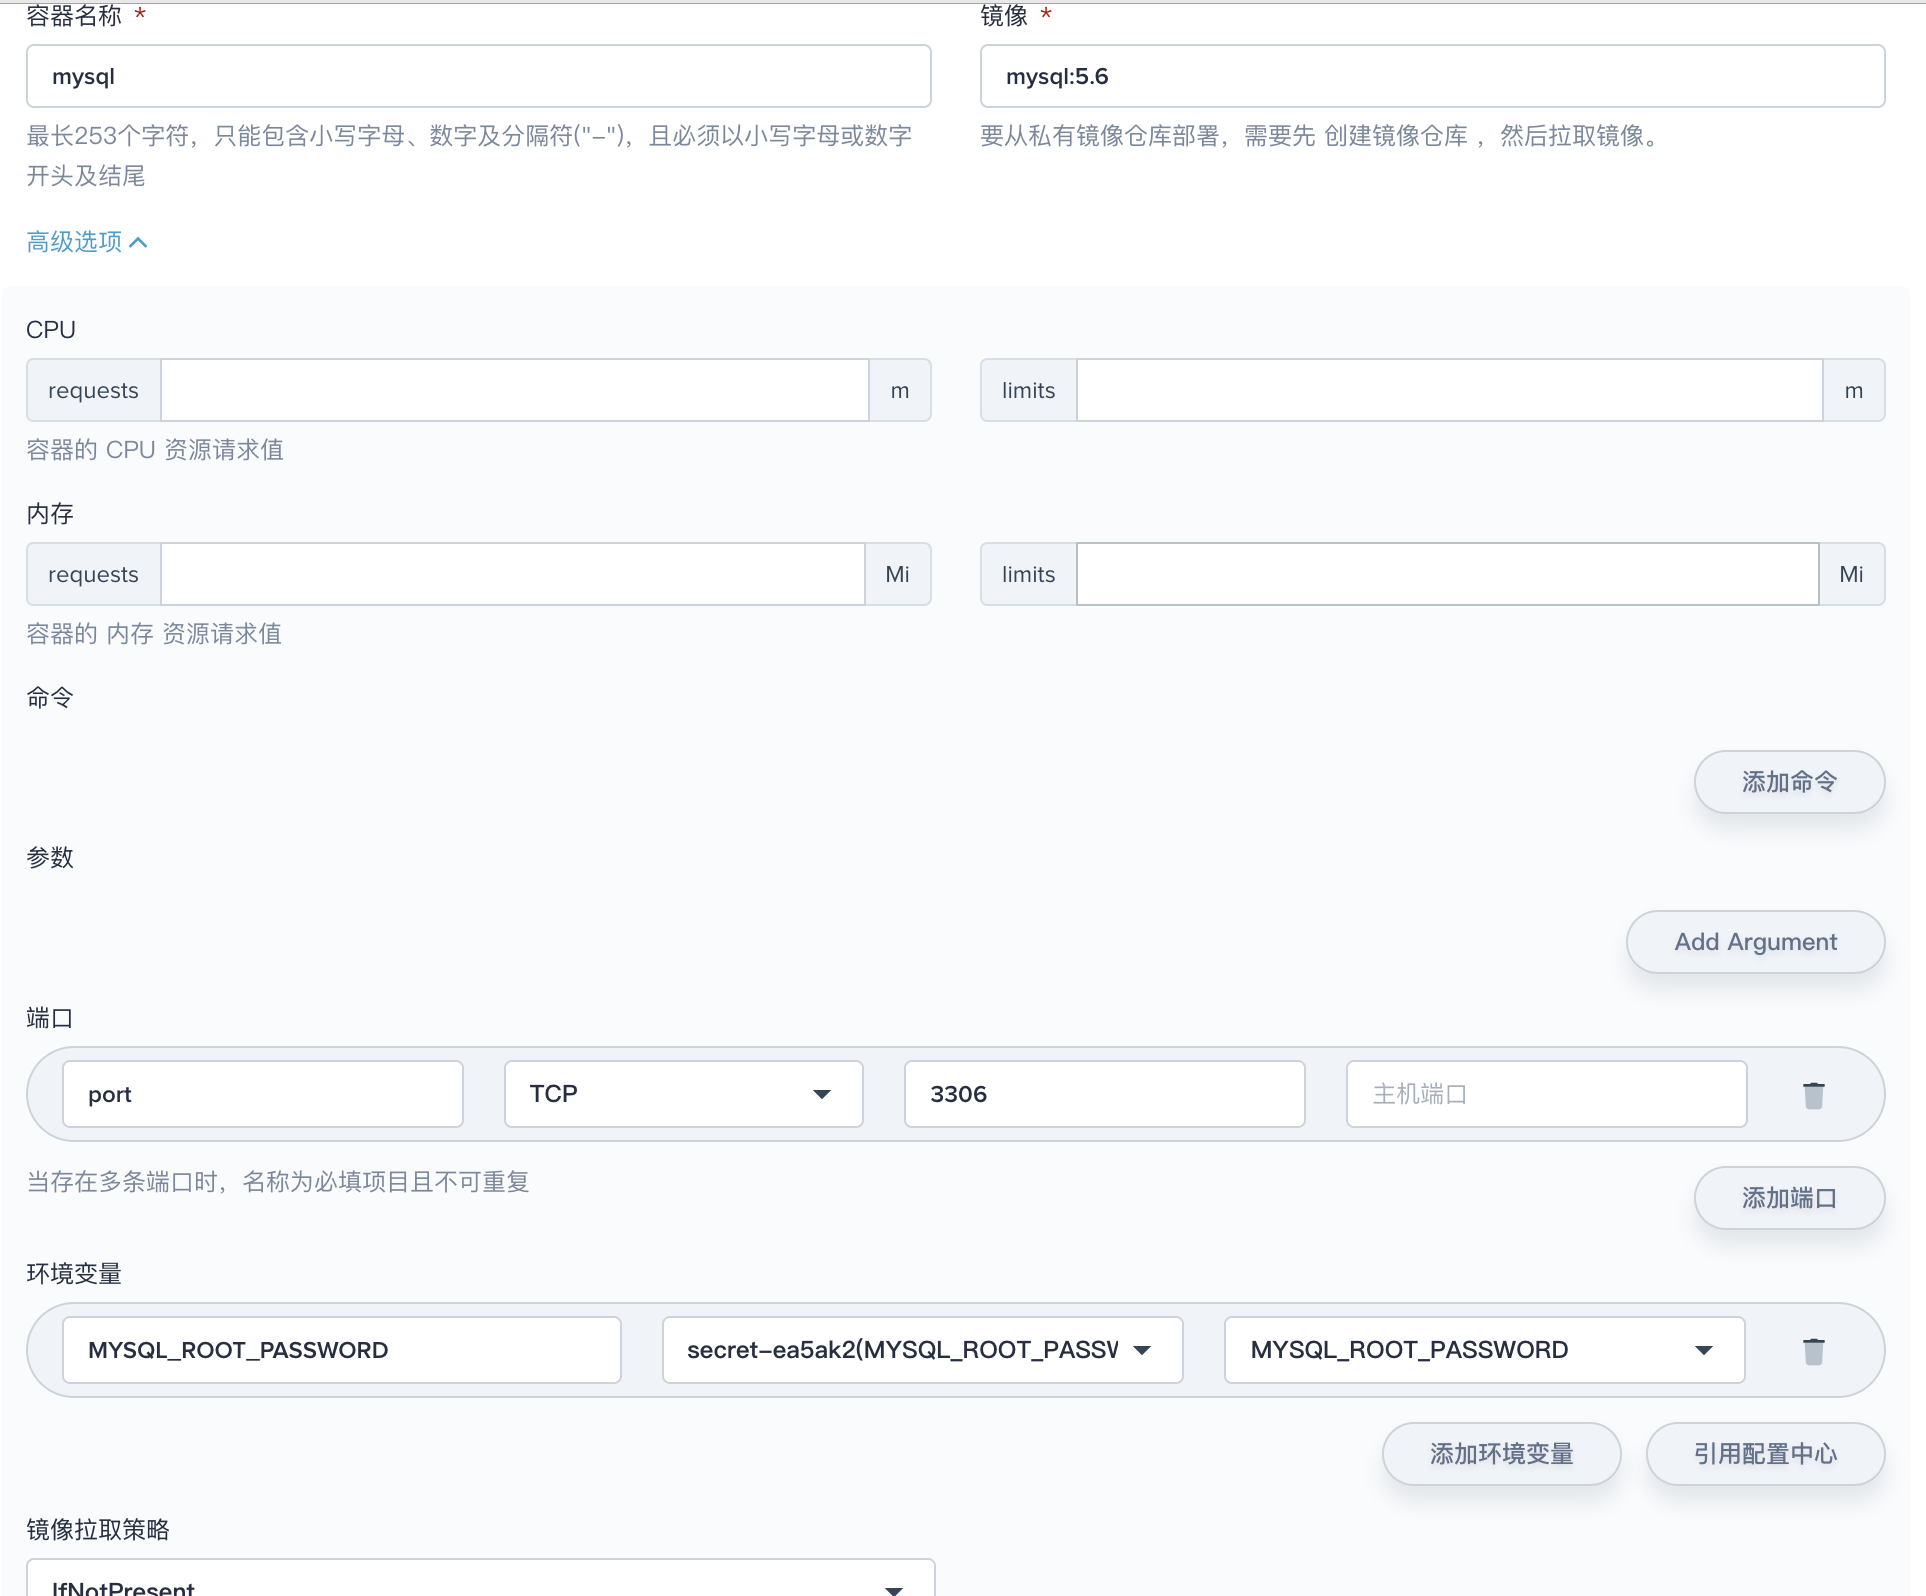 容器名称 *
镜像 *
mysql
mysql:5.6
最长253个字符，只能包含小写字母、数字及分隔符("-")，且必须以小写字母或数字
开头及结尾
要从私有镜像仓库部署，需要先 创建镜像仓库 ，然后拉取镜像。
高级选项
CPU
requests m
limits m
容器的 CPU 资源请求值
内存
requests Mi
limits Mi
容器的 内存 资源请求值
命令
添加命令
参数
Add Argument
端口
port TCP 3306 主机端口
当存在多条端口时，名称为必填项目且不可重复
添加端口
环境变量
MYSQL_ROOT_PASSWORD secret-ea5ak2(MYSQL_ROOT_PASSW MYSQL_ROOT_PASSWORD
添加环境变量 引用配置中心
镜像拉取策略
IfNotPresent